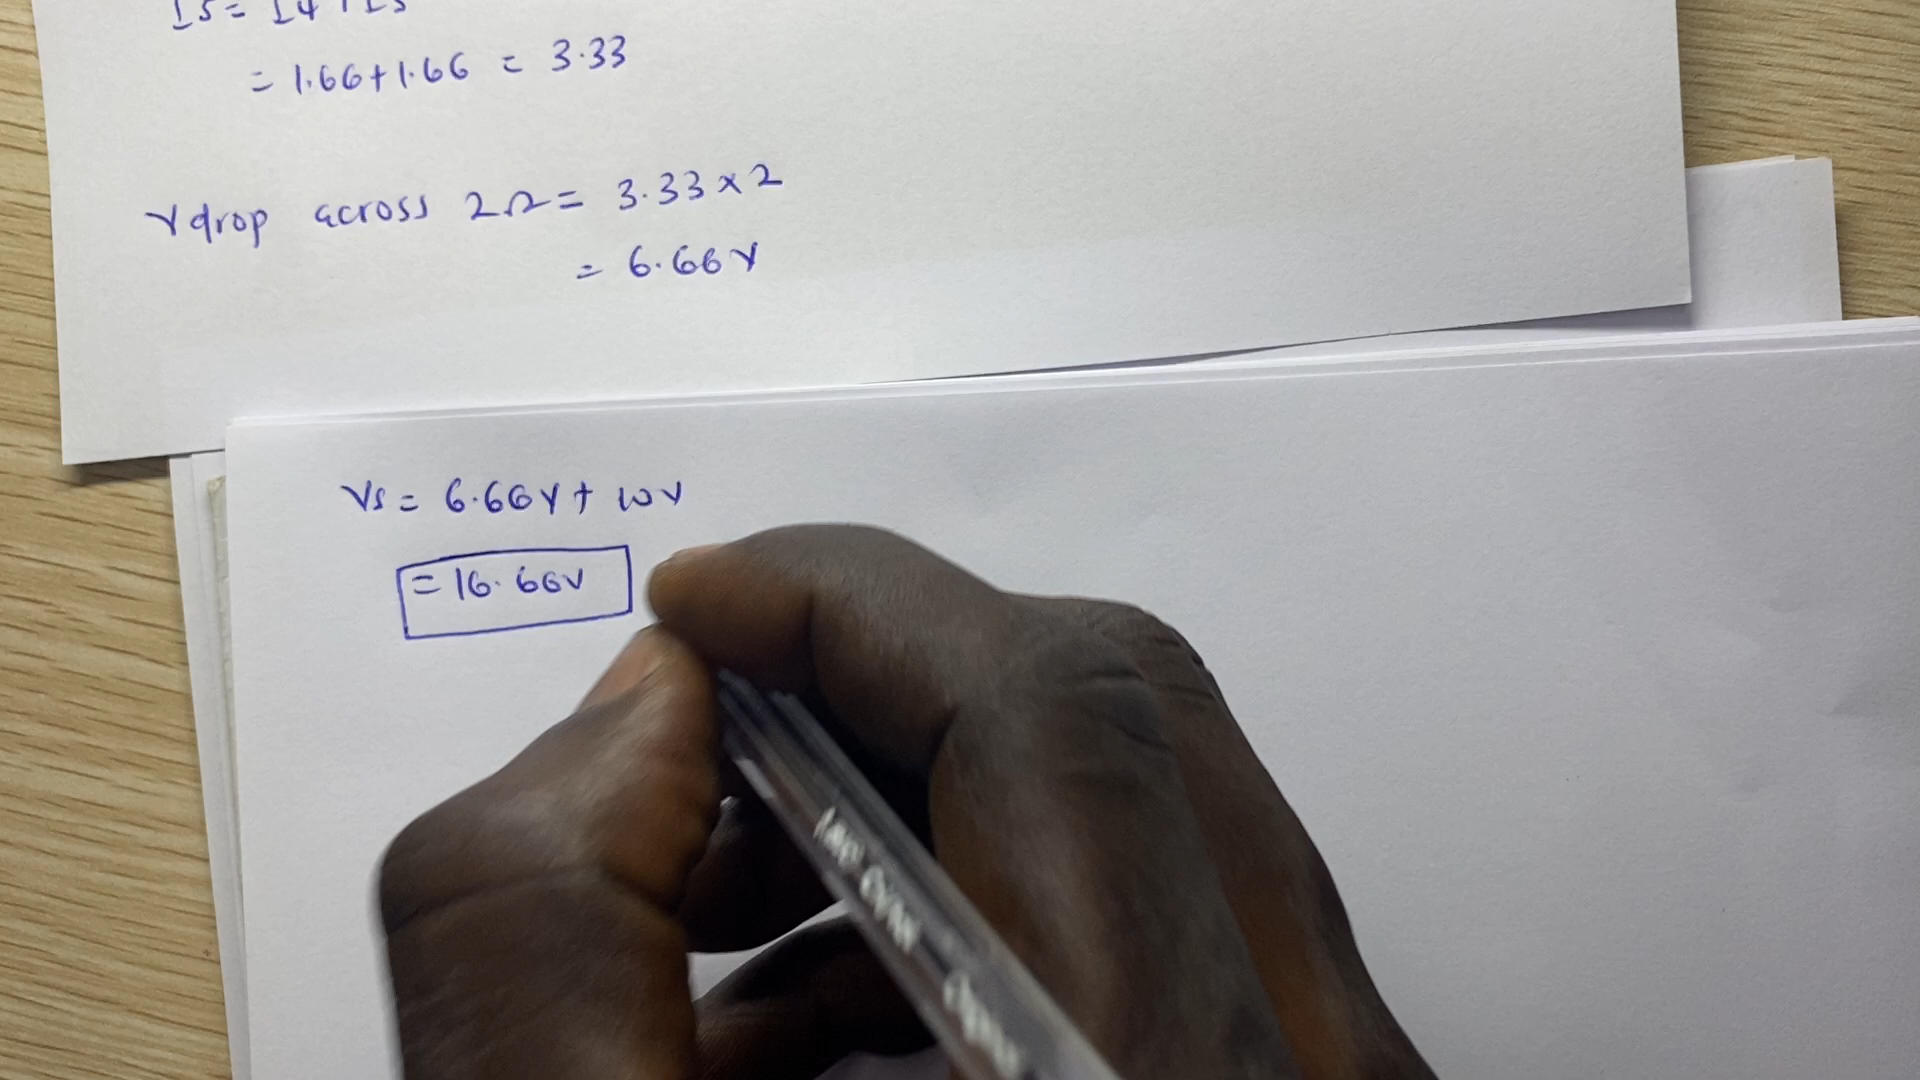 = 1.66+1.66 = 3.33
V drop across 2Ω = 3.33 x 2
= 6.66V
Vs = 6.66V + 10V
= 16.66V